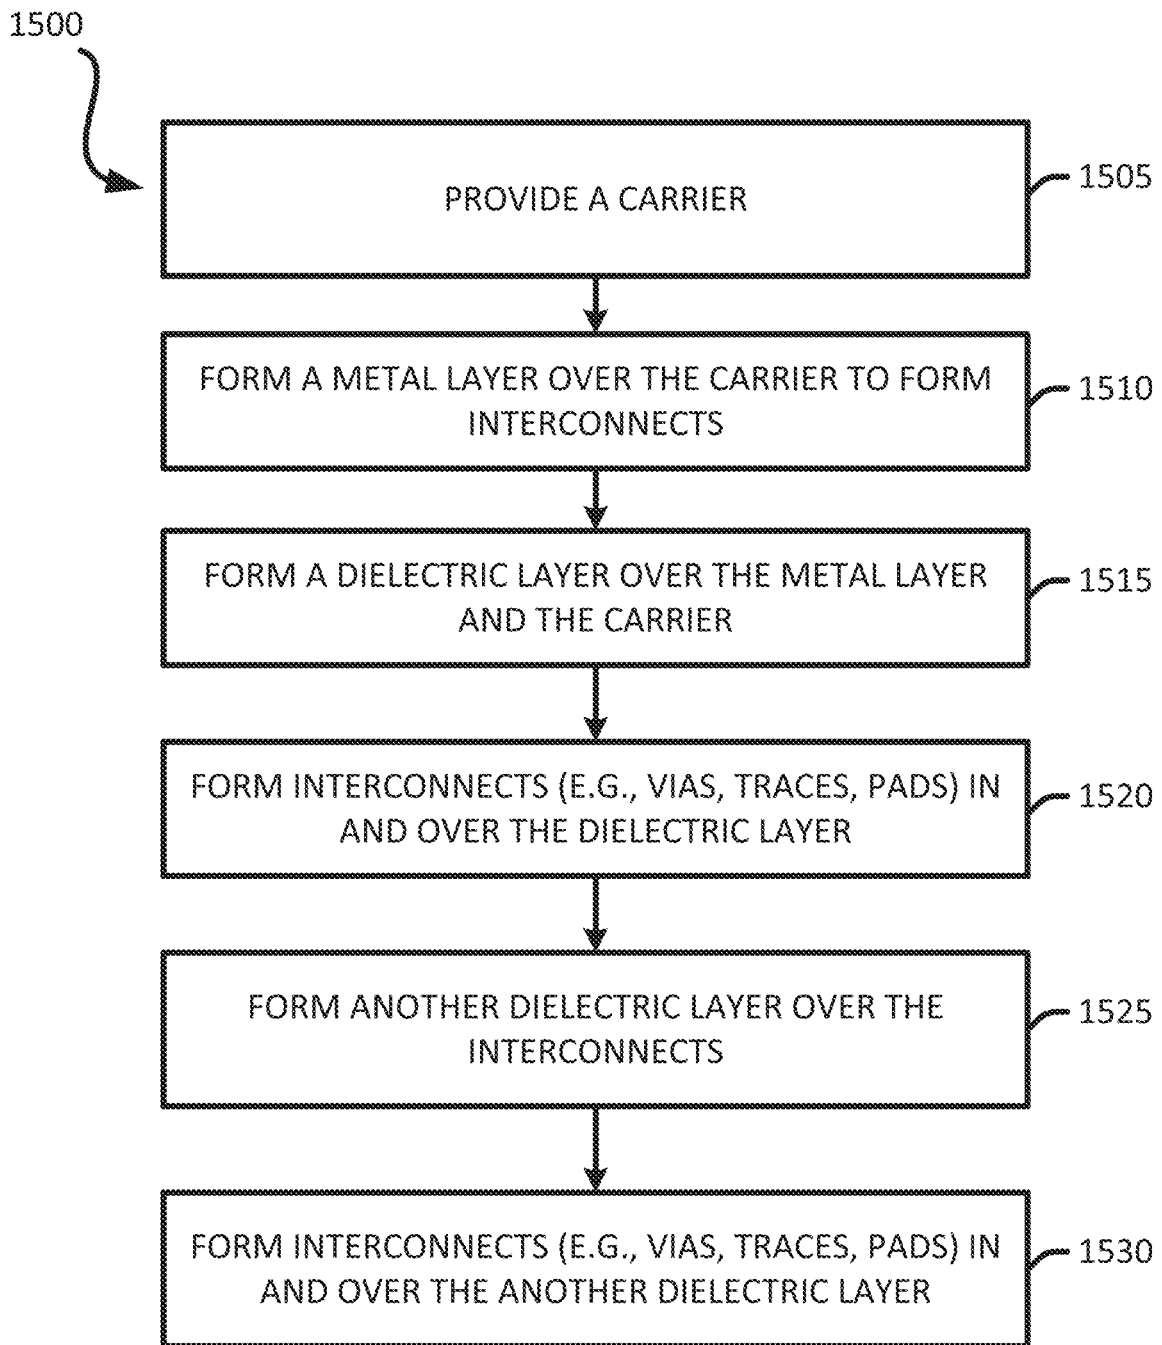 1500
PROVIDE A CARRIER
1505
FORM A METAL LAYER OVER THE CARRIER TO FORM
INTERCONNECTS
1510
FORM A DIELECTRIC LAYER OVER THE METAL LAYER
AND THE CARRIER
1515
FORM INTERCONNECTS (E.G., VIAS, TRACES, PADS) IN
AND OVER THE DIELECTRIC LAYER
1520
FORM ANOTHER DIELECTRIC LAYER OVER THE
INTERCONNECTS
1525
FORM INTERCONNECTS (E.G., VIAS, TRACES, PADS) IN
AND OVER THE ANOTHER DIELECTRIC LAYER
1530